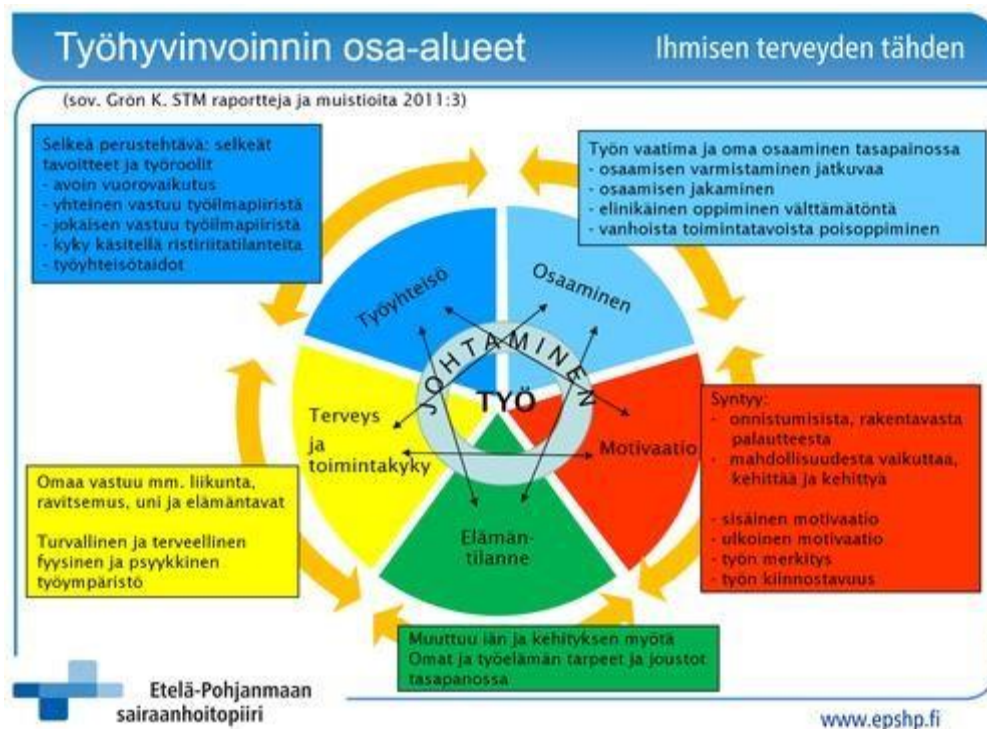 Työhyvinvoinnin osa-alueet
Ihmisen terveyden tähden
(sov. Grön K. STM raportteja ja muistioita 2011:3)
Selkeä perustehtävä: selkeät
tavoitteet ja työroolit
- avoin vuorovaikutus
- yhteinen vastuu työilmapiiristä
- jokaisen vastuu työilmapiiristä
- kyky käsitellä ristiriitatilanteita
- työyhteisötaidot
Työn vaatima ja oma osaaminen tasapainossa
- osaamisen varmistaminen jatkuvaa
- osaamisen jakaminen
- elinikäinen oppiminen välttämätöntä
- vanhoista toimintatavoista poisoppiminen
Työyhteisö
Osaaminen
JOHTAMINEN
TYÖ
Terveys
ja
toimintakyky
Motivaatio
Elämän-
tilanne
Syntyy:
- onnistumisista, rakentavasta
palautteesta
- mahdollisuudesta vaikuttaa,
kehittää ja kehittyä
- sisäinen motivaatio
- ulkoinen motivaatio
- työn merkitys
- työn kiinnostavuus
Omaa vastuu mm. liikunta,
ravitsemus, uni ja elämäntavat
Turvallinen ja terveellinen
fyysinen ja psyykkinen
työympäristö
Muuttuu iän ja kehityksen myötä
Omat ja työelämän tarpeet ja joustot
tasapanossa
Etelä-Pohjanmaan
sairaanhoitopiiri
www.epshp.fi